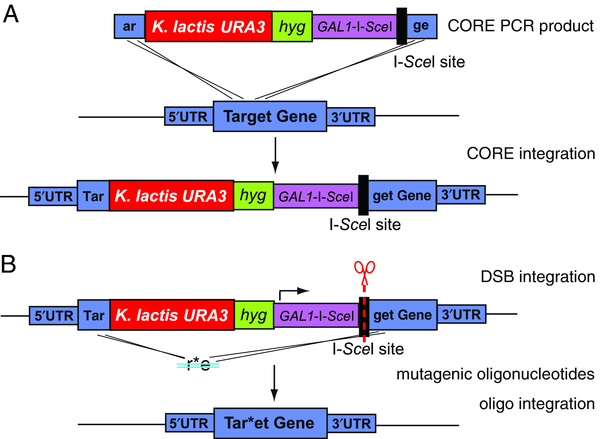 A
ar K. lactis URA3 hyg GAL1-I-SceI ge CORE PCR product
I-SceI site
5′UTR Target Gene 3′UTR
CORE integration
5′UTR Tar K. lactis URA3 hyg GAL1-I-SceI get Gene 3′UTR
I-SceI site
B
DSB integration
5′UTR Tar K. lactis URA3 hyg GAL1-I-SceI get Gene 3′UTR
I-SceI site
r*e
mutagenic oligonucleotides
oligo integration
5′UTR Tar*et Gene 3′UTR